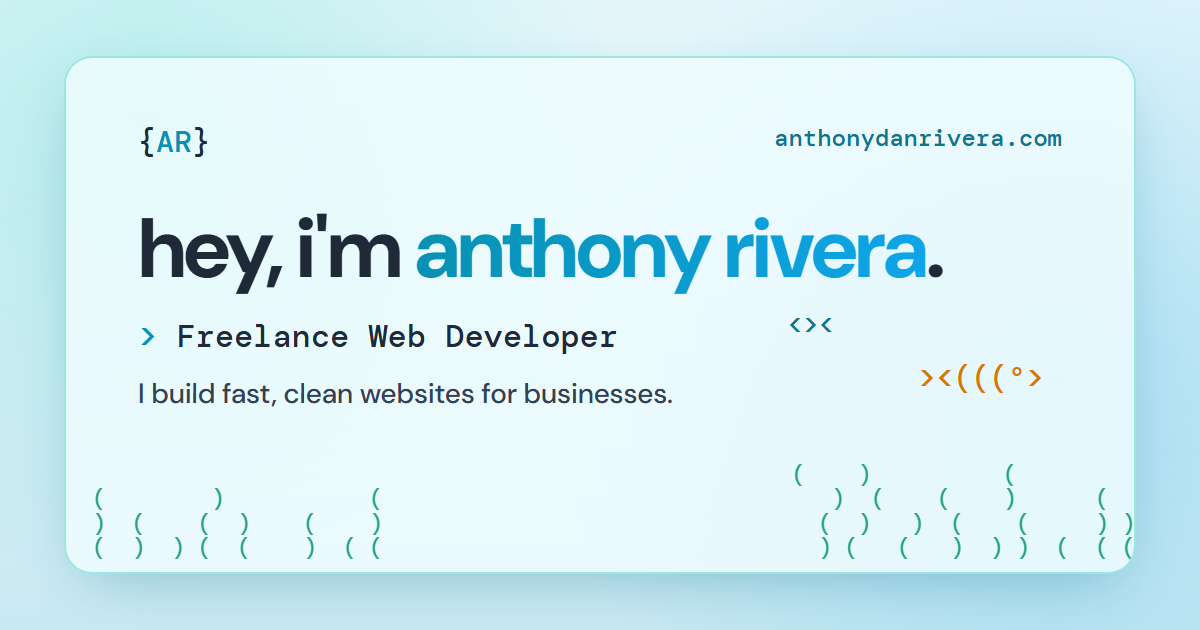 {AR}
anthonydanrivera.com
hey, i'm anthony rivera.
> Freelance Web Developer
<><
><(((°>
I build fast, clean websites for businesses.
(    )          (
(        )           (
)  (   (    )     )  (    (     )      (
)  (    (  )    (    )
(  )   )  (    (     )  )
(  )  ) (  (    )  ( (
) (   (   )  ) )  (  ( (